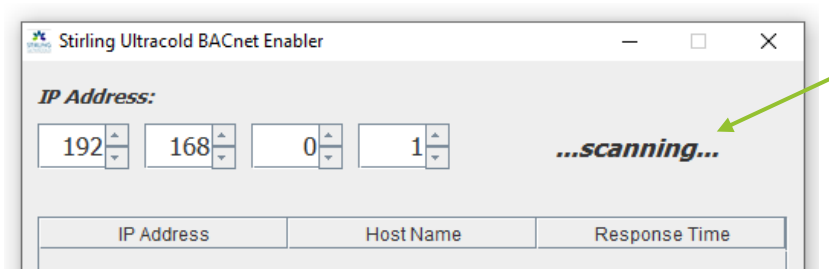 Stirling Ultracold BACnet Enabler
IP Address:
192 168 0 1 ...scanning...
IP Address Host Name Response Time